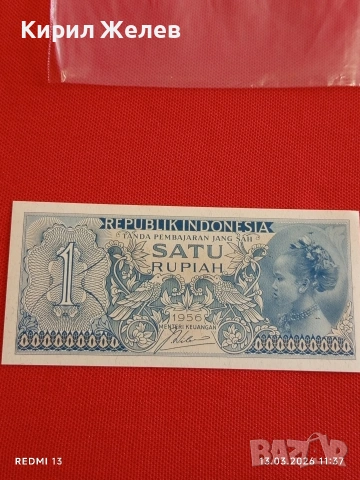 Кирил Желев
REPUBLIK INDONESIA
TANDA PEMBAJARAN JANG SAH
SATU
RUPIAH
1
1956
MENTERI KEUANGAN
REDMI 13
13.03.2026 11:37
BAZAR